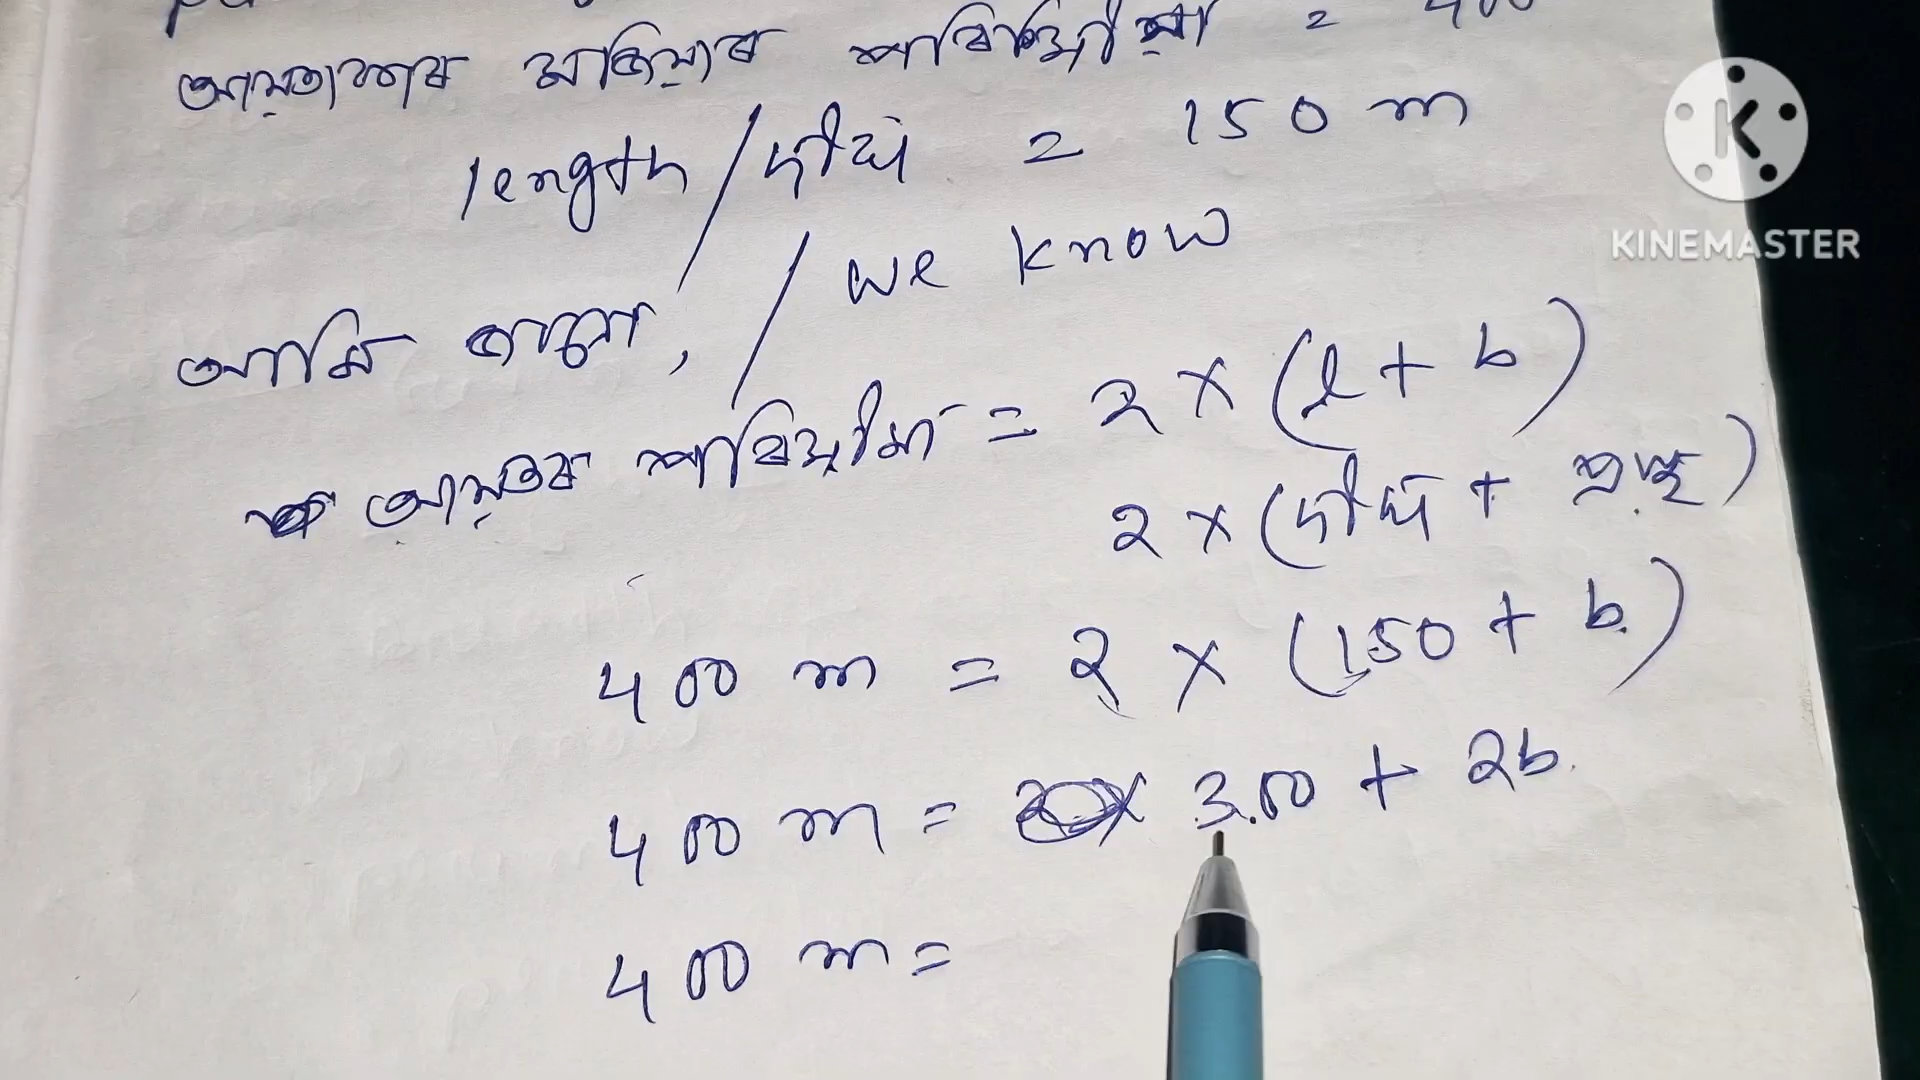 আয়তাকাৰ মজিয়াৰ পৰিসীমা = 400
length / দীঘ = 150 m
আমি জানো, / we know
আয়তৰ পৰিসীমা = 2 × (l + b)
2 × (দীঘ + প্ৰস্থ)
400 m = 2 × (150 + b)
400 m = 300 + 2b
400 m =
KINEMASTER